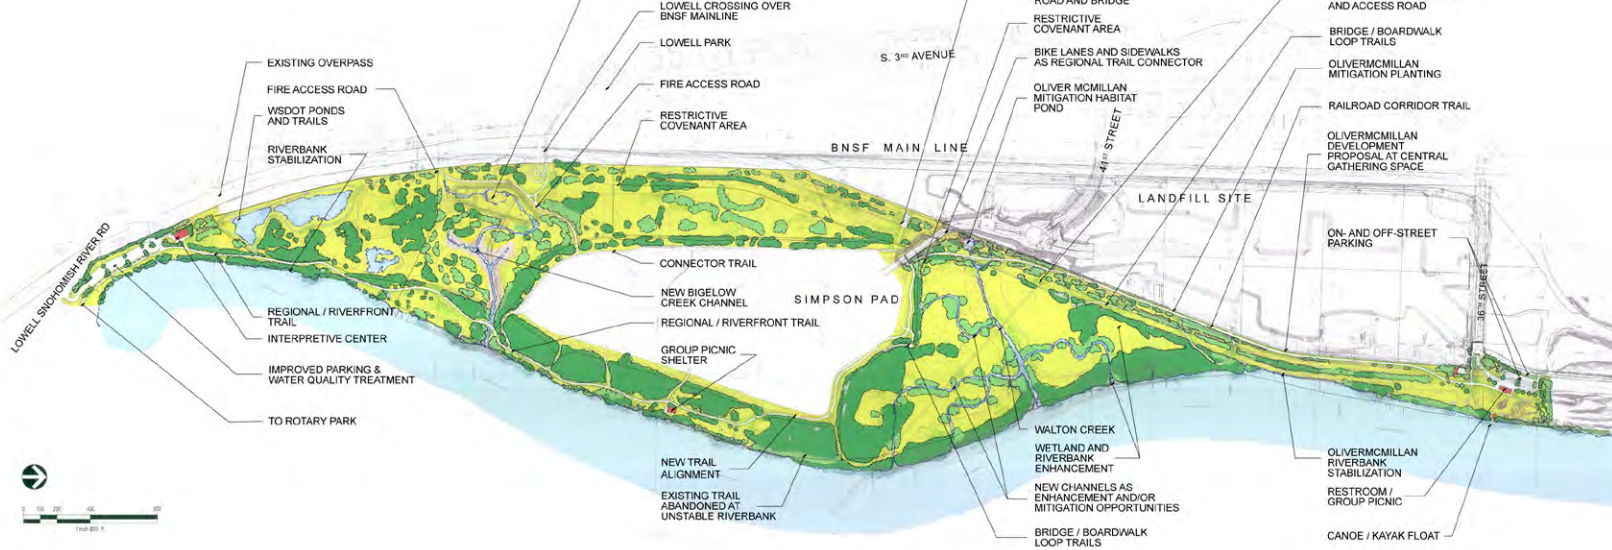 LOWELL CROSSING OVER
BNSF MAINLINE
LOWELL PARK
FIRE ACCESS ROAD
RESTRICTIVE
COVENANT AREA
EXISTING OVERPASS
FIRE ACCESS ROAD
WSDOT PONDS
AND TRAILS
RIVERBANK
STABILIZATION
LOWELL SNOHOMISH RIVER RD
REGIONAL / RIVERFRONT
TRAIL
INTERPRETIVE CENTER
IMPROVED PARKING &
WATER QUALITY TREATMENT
TO ROTARY PARK
CONNECTOR TRAIL
NEW BIGELOW
CREEK CHANNEL
REGIONAL / RIVERFRONT TRAIL
GROUP PICNIC
SHELTER
NEW TRAIL
ALIGNMENT
EXISTING TRAIL
ABANDONED AT
UNSTABLE RIVERBANK
SIMPSON PAD
S. 3RD AVENUE
BNSF MAIN LINE
ROAD AND BRIDGE
RESTRICTIVE
COVENANT AREA
BIKE LANES AND SIDEWALKS
AS REGIONAL TRAIL CONNECTOR
OLIVER MCMILLAN
MITIGATION HABITAT
POND
41ST STREET
LANDFILL SITE
WALTON CREEK
WETLAND AND
RIVERBANK
ENHANCEMENT
NEW CHANNELS AS
ENHANCEMENT AND/OR
MITIGATION OPPORTUNITIES
BRIDGE / BOARDWALK
LOOP TRAILS
AND ACCESS ROAD
BRIDGE / BOARDWALK
LOOP TRAILS
OLIVERMCMILLAN
MITIGATION PLANTING
RAILROAD CORRIDOR TRAIL
OLIVERMCMILLAN
DEVELOPMENT
PROPOSAL AT CENTRAL
GATHERING SPACE
ON- AND OFF-STREET
PARKING
36TH STREET
OLIVERMCMILLAN
RIVERBANK
STABILIZATION
RESTROOM /
GROUP PICNIC
CANOE / KAYAK FLOAT
0 100 200 400 800